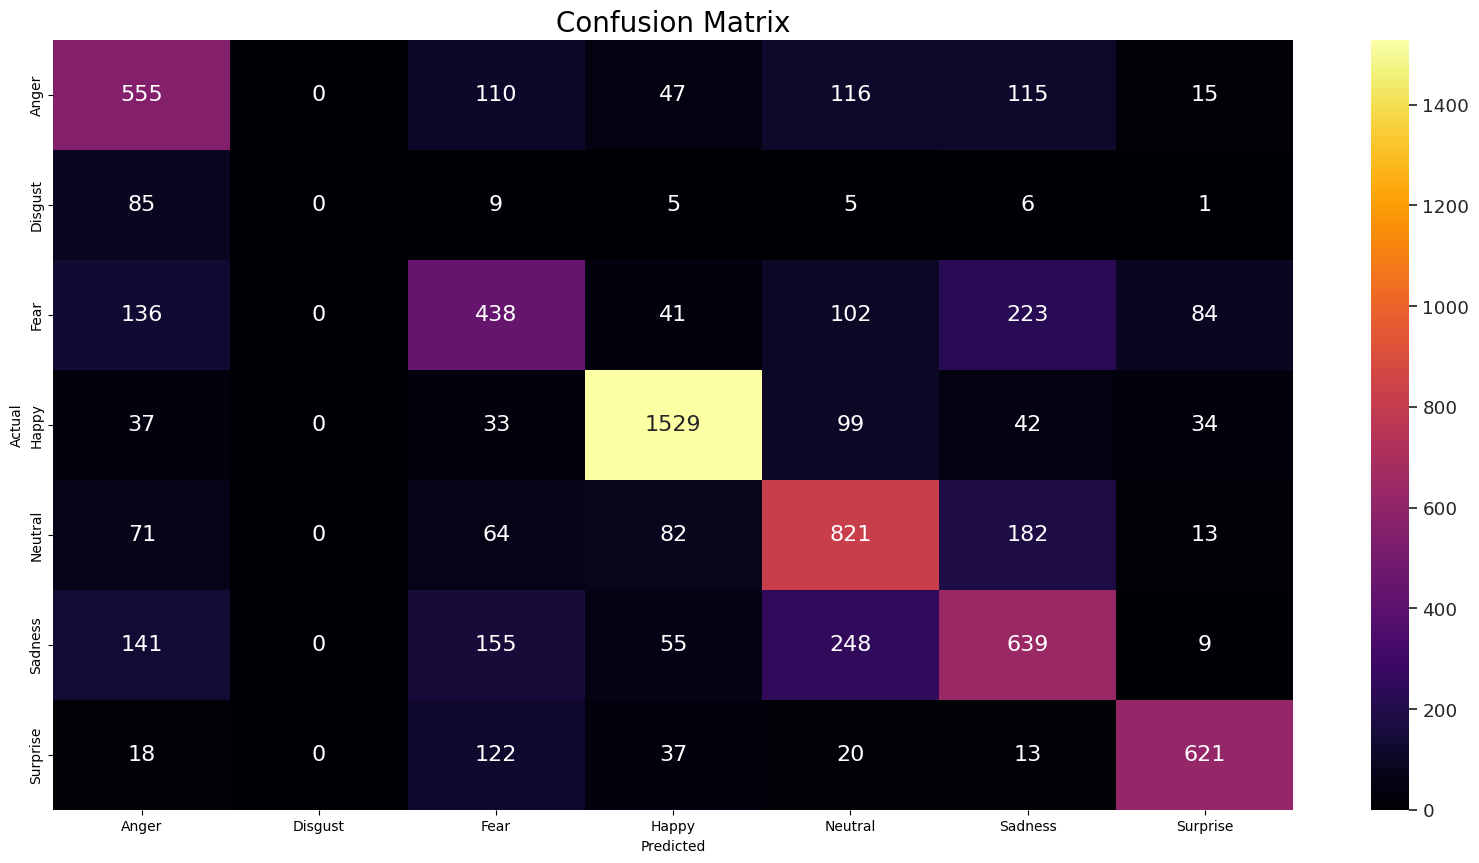 Confusion Matrix
Anger 555 0 110 47 116 115 15
Disgust 85 0 9 5 5 6 1
Fear 136 0 438 41 102 223 84
Happy 37 0 33 1529 99 42 34
Neutral 71 0 64 82 821 182 13
Sadness 141 0 155 55 248 639 9
Surprise 18 0 122 37 20 13 621
Actual
Anger Disgust Fear Happy Neutral Sadness Surprise
Predicted
1400
1200
1000
800
600
400
200
0